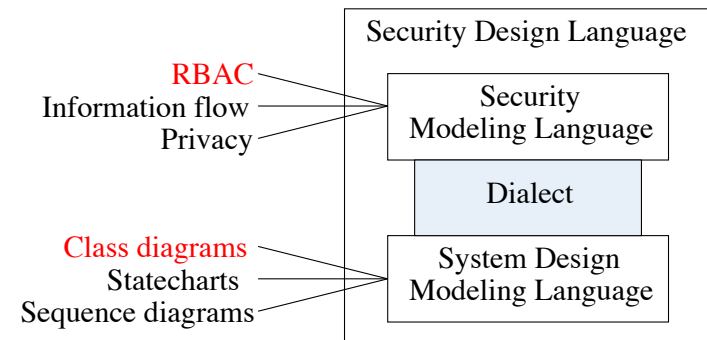 Security Design Language
RBAC
Information flow
Privacy
Security
Modeling Language
Dialect
Class diagrams
Statecharts
Sequence diagrams
System Design
Modeling Language